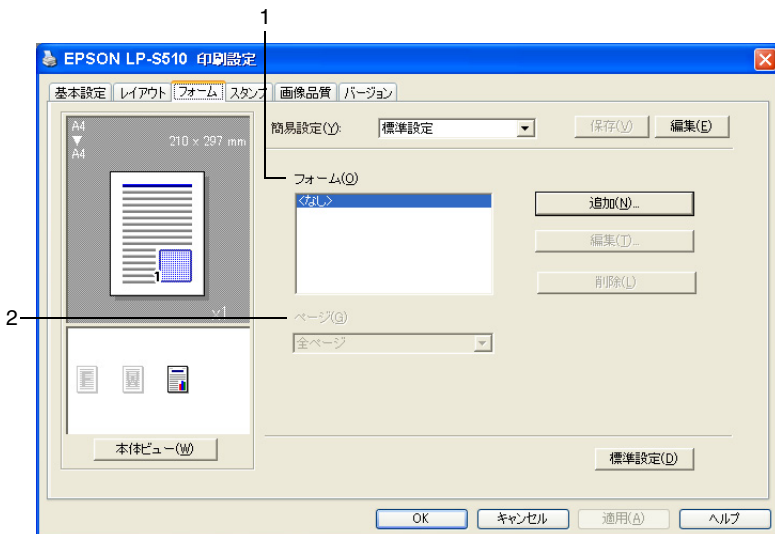 1
EPSON LP-S510 印刷設定
基本設定 レイアウト フォーム スタンプ 画像品質 バージョン
A4
A4
210 × 297 mm
簡易設定(Y): 標準設定 保存(V) 編集(E)
フォーム(O)
<なし>
追加(N)...
編集(T)...
削除(L)
1
x1
2
ページ(G)
全ページ
F W
本体ビュー(W)
標準設定(D)
OK キャンセル 適用(A) ヘルプ